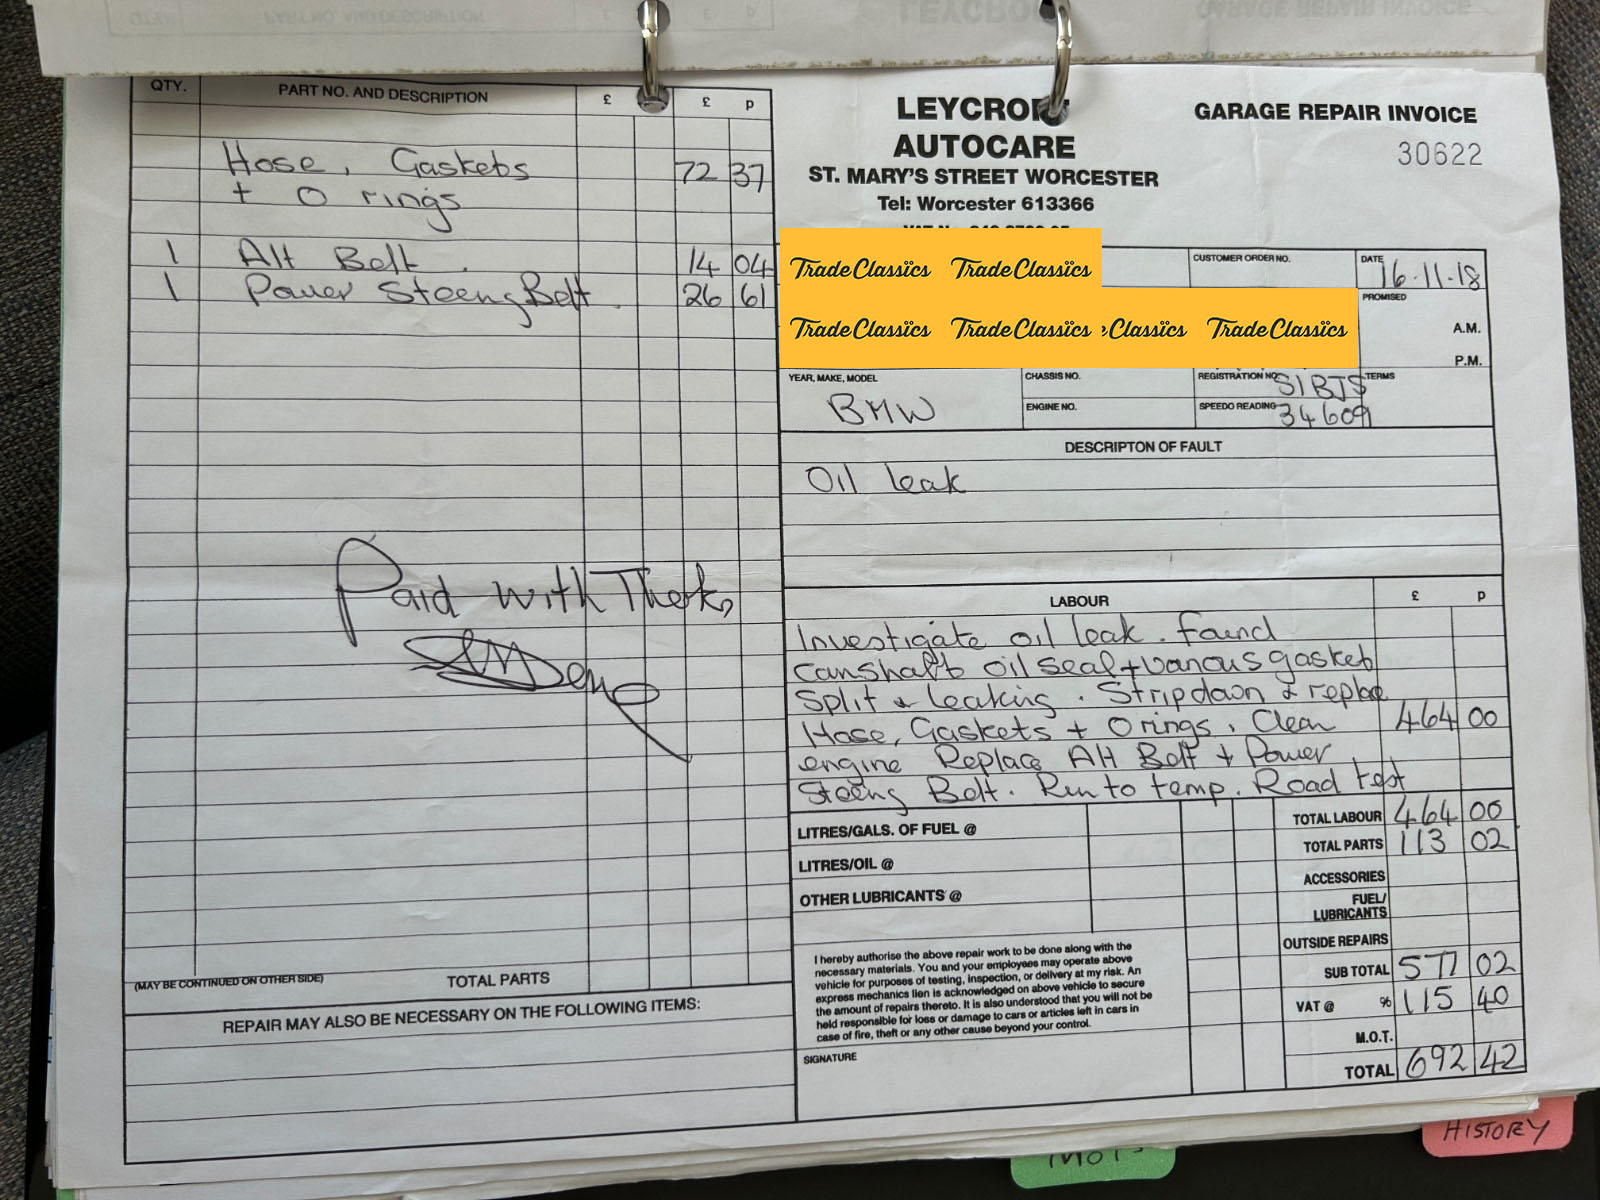 QTY. PART NO. AND DESCRIPTION £ £ p
Hose, Gaskets 72 37
+ O rings
1 Alt Belt. 14 04
1 Power Steeng Belt. 26 61
Paid with Thanks
(MAY BE CONTINUED ON OTHER SIDE) TOTAL PARTS
REPAIR MAY ALSO BE NECESSARY ON THE FOLLOWING ITEMS:
LEYCROFT
AUTOCARE
ST. MARY'S STREET WORCESTER
Tel: Worcester 613366
GARAGE REPAIR INVOICE
30622
Trade Classics Trade Classics
Trade Classics Trade Classics Classics Trade Classics
CUSTOMER ORDER NO.
DATE 16-11-18
PROMISED
A.M.
P.M.
YEAR, MAKE, MODEL
BMW
CHASSIS NO.
ENGINE NO.
REGISTRATION NO. S1BJS
SPEEDO READING 34609
TERMS
DESCRIPTON OF FAULT
Oil leak
LABOUR £ p
Investigate oil leak. Found
camshaft oil seal + various gasket
split & leaking. Stripdown & replace
Hose, Gaskets + O rings, Clean 464 00
engine Replace Alt Belt + Power
Steeng Belt. Run to temp. Road test
LITRES/GALS. OF FUEL @
LITRES/OIL @
OTHER LUBRICANTS @
TOTAL LABOUR 464 00
TOTAL PARTS 113 02
ACCESSORIES
FUEL/
LUBRICANTS
OUTSIDE REPAIRS
SUB TOTAL 577 02
VAT @ % 115 40
M.O.T.
TOTAL 692 42
I hereby authorise the above repair work to be done along with the
necessary materials. You and your employees may operate above
vehicle for purposes of testing, inspection, or delivery at my risk. An
express mechanics lien is acknowledged on above vehicle to secure
the amount of repairs thereto. It is also understood that you will not be
held responsible for loss or damage to cars or articles left in cars in
case of fire, theft or any other cause beyond your control.
SIGNATURE
HISTORY